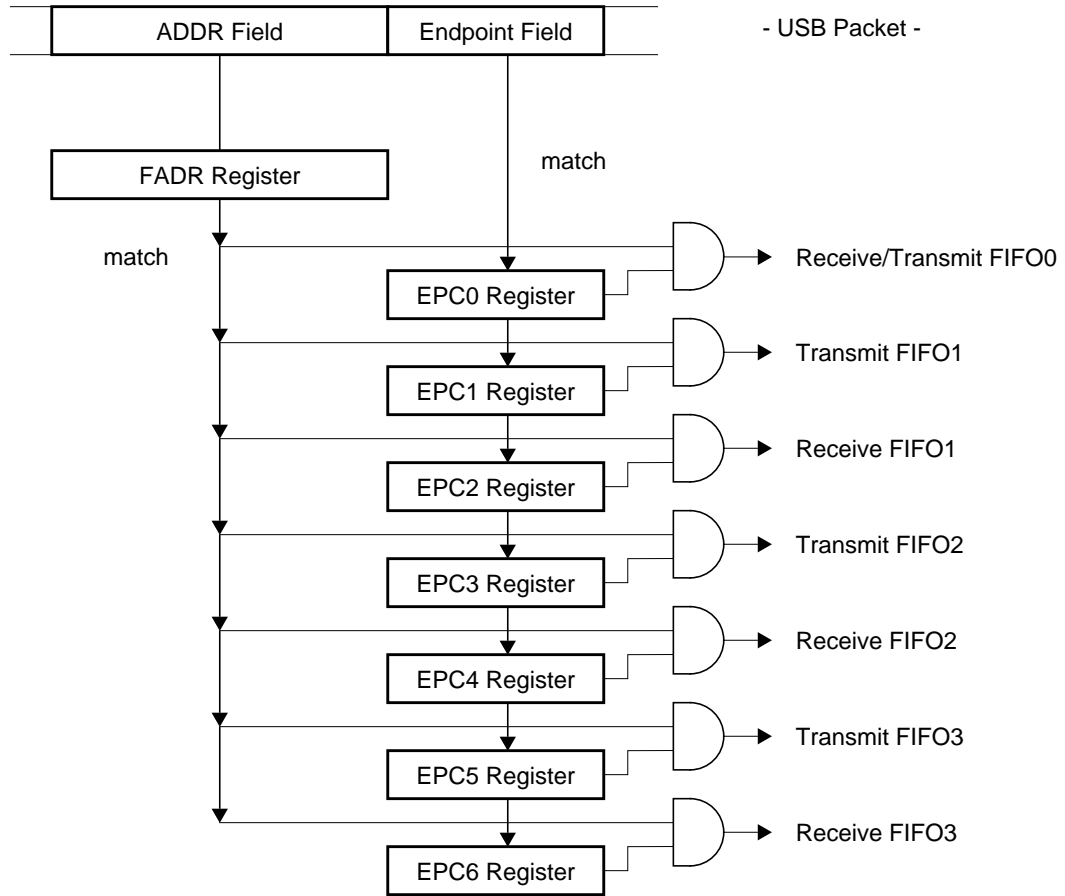 ADDR Field
Endpoint Field
- USB Packet -
match
FADR Register
match
Receive/Transmit FIFO0
EPC0 Register
Transmit FIFO1
EPC1 Register
Receive FIFO1
EPC2 Register
Transmit FIFO2
EPC3 Register
Receive FIFO2
EPC4 Register
Transmit FIFO3
EPC5 Register
Receive FIFO3
EPC6 Register